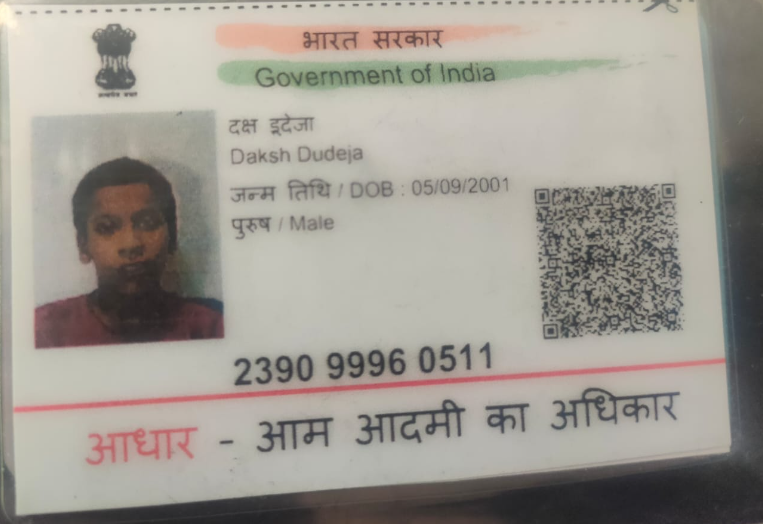 भारत सरकार
Government of India
दक्ष डूदेजा
Daksh Dudeja
जन्म तिथि / DOB : 05/09/2001
पुरुष / Male
2390 9996 0511
आधार - आम आदमी का अधिकार